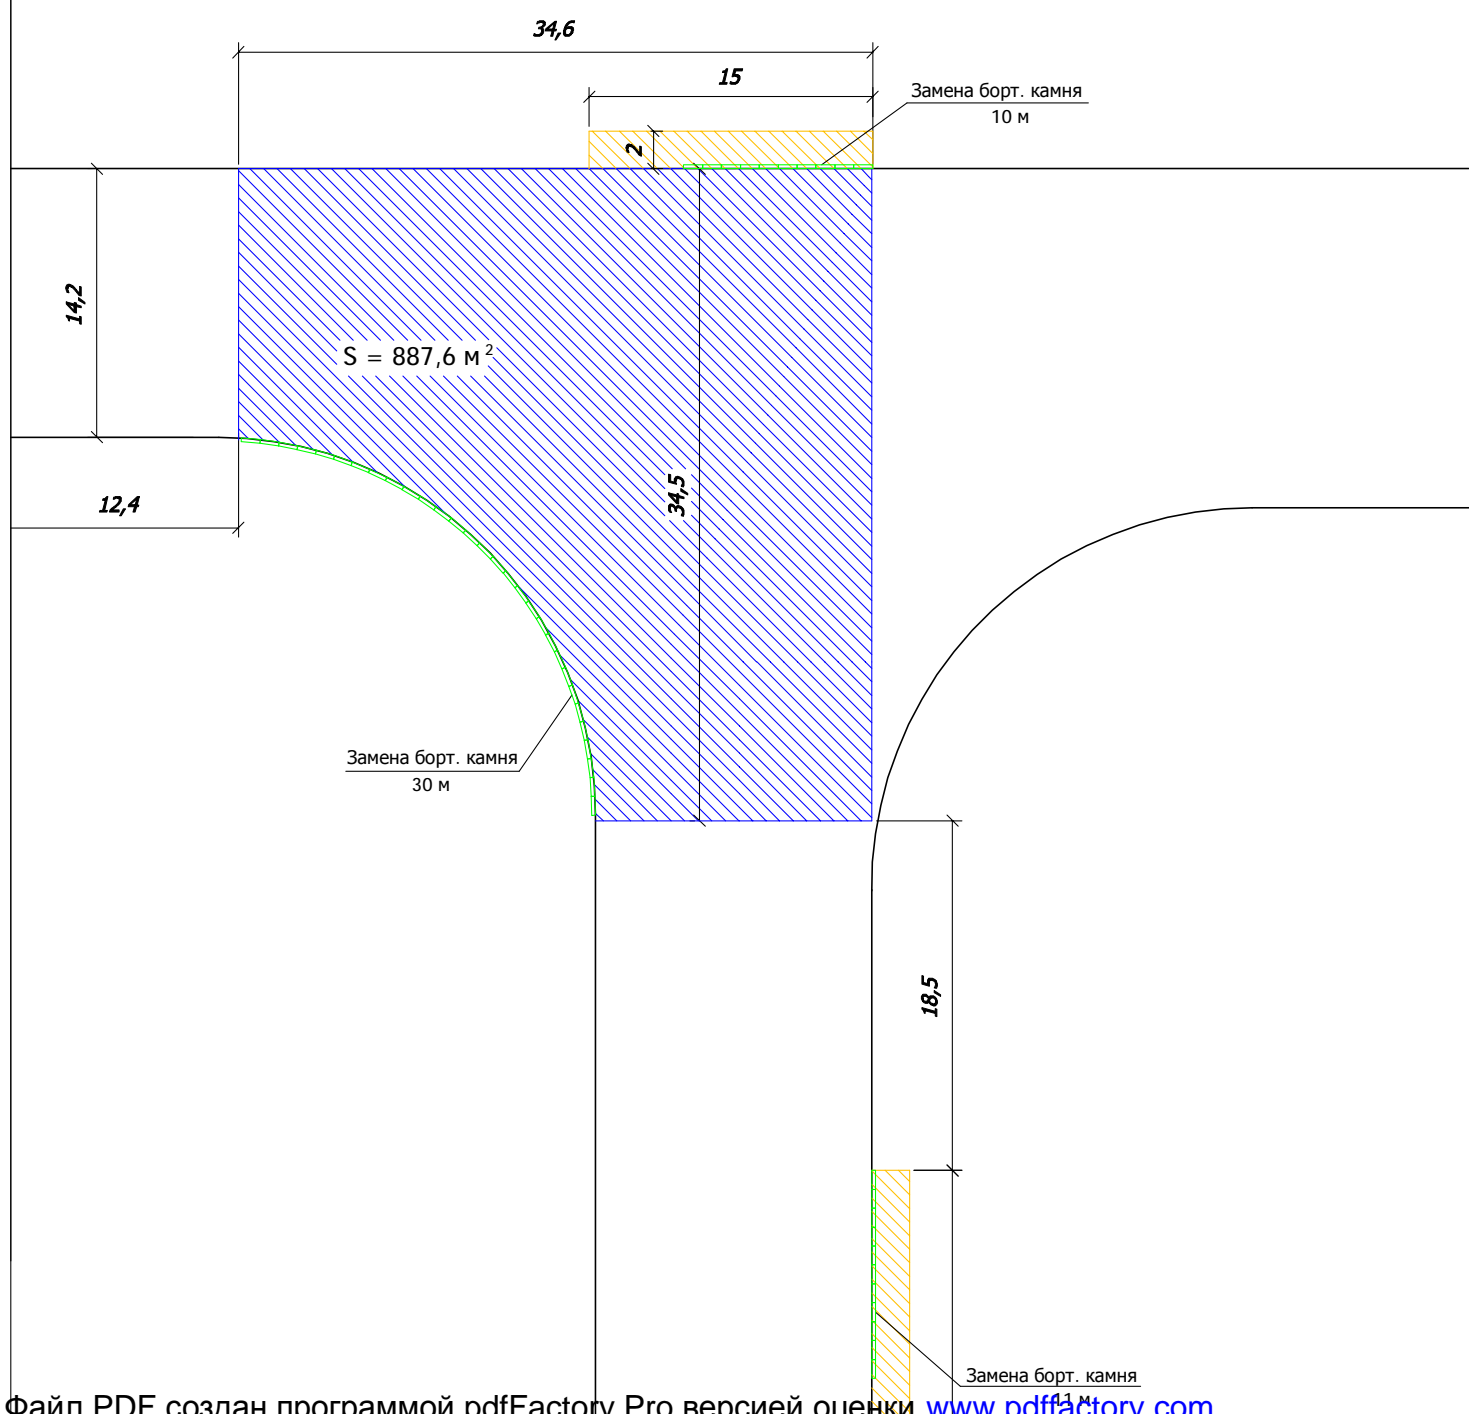 34,6
15
Замена борт. камня
10 м
2
14,2
S = 887,6 м²
34,5
12,4
Замена борт. камня
30 м
18,5
Замена борт. камня
11 м
Файл PDF создан программой pdfFactory Pro версией оценки www.pdffactory.com